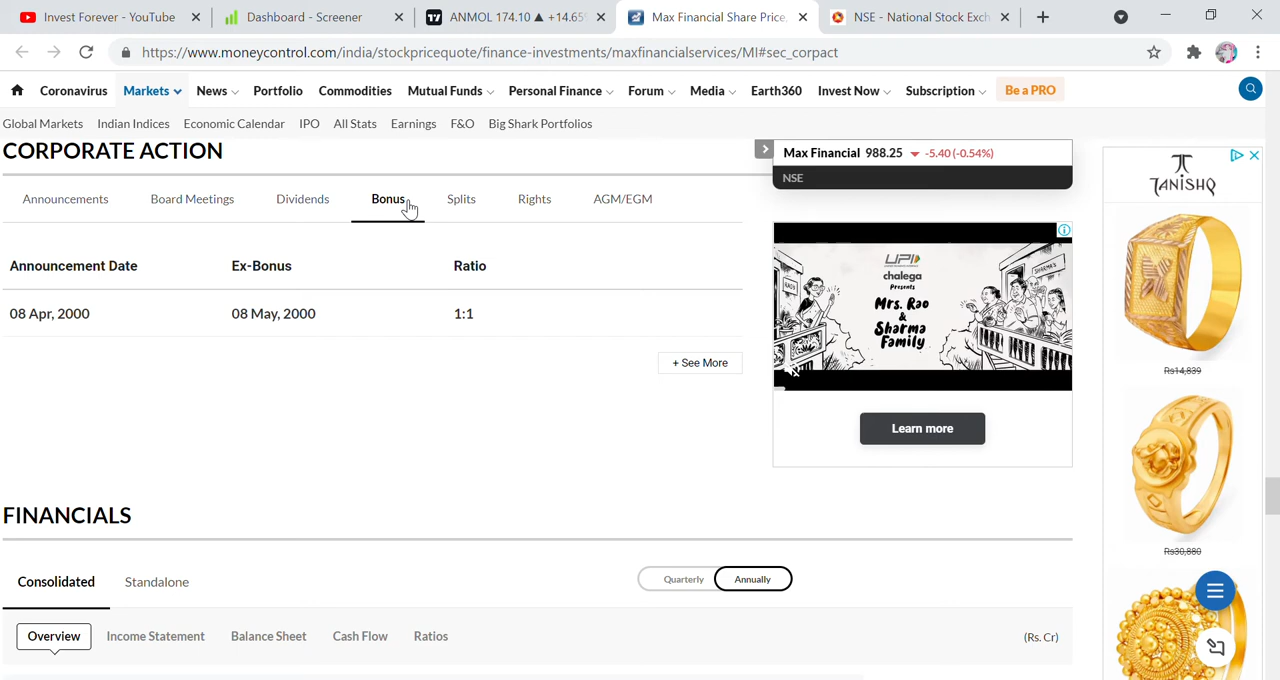 Invest Forever - YouTube
Dashboard - Screener
ANMOL 174.10 ▲ +14.65%
Max Financial Share Price,
NSE - National Stock Exch
https://www.moneycontrol.com/india/stockpricequote/finance-investments/maxfinancialservices/MI#sec_corpact
Coronavirus Markets News Portfolio Commodities Mutual Funds Personal Finance Forum Media Earth360 Invest Now Subscription Be a PRO
Global Markets Indian Indices Economic Calendar IPO All Stats Earnings F&O Big Shark Portfolios
CORPORATE ACTION
Max Financial 988.25 ▼ -5.40 (-0.54%)
NSE
Announcements Board Meetings Dividends Bonus Splits Rights AGM/EGM
Announcement Date Ex-Bonus Ratio
08 Apr, 2000 08 May, 2000 1:1
+ See More
UPI
chalega
Presents
Mrs. Rao
&
Sharma
Family
Learn more
TANISHQ
Rs14,839
Rs30,880
FINANCIALS
Consolidated Standalone
Quarterly Annually
Overview Income Statement Balance Sheet Cash Flow Ratios
(Rs. Cr)